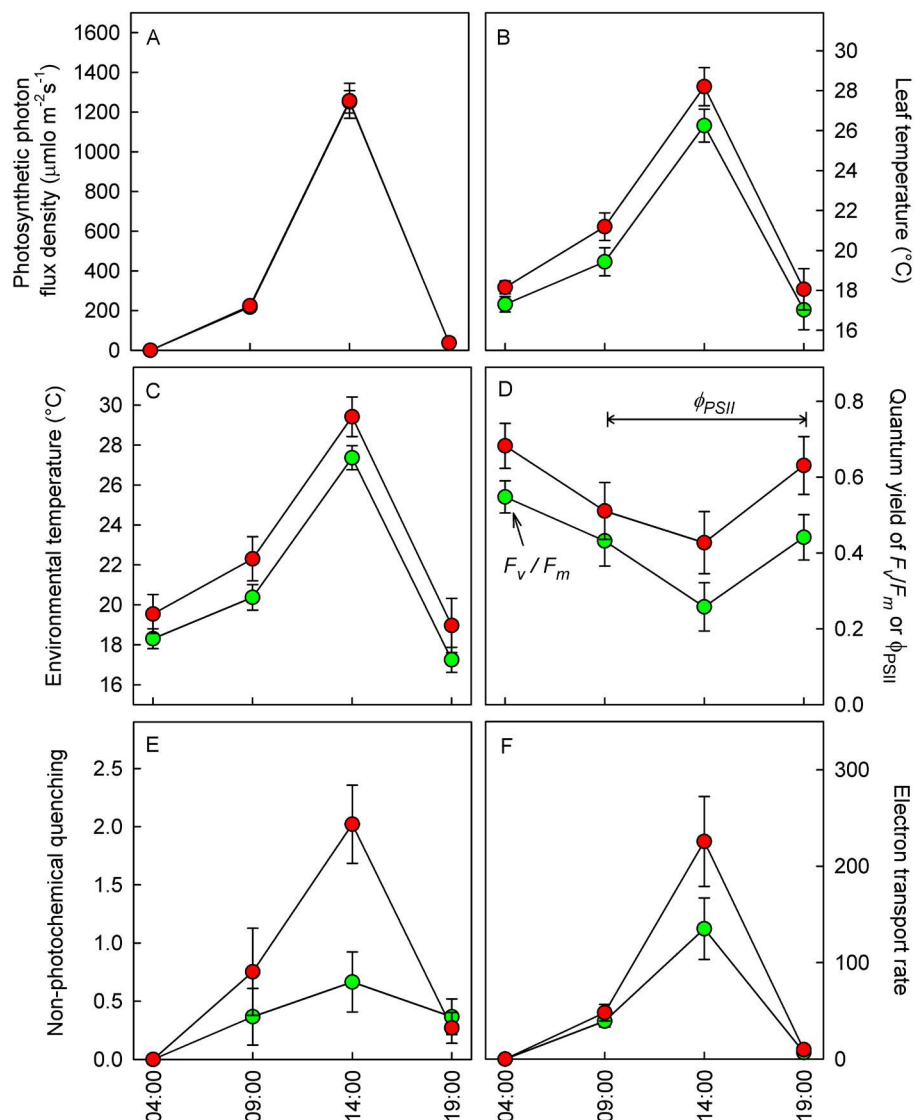 A
Photosynthetic photon
flux density (μmlo m⁻²s⁻¹)
1600
1400
1200
1000
800
600
400
200
0
B
Leaf temperature
(°C)
30
28
26
24
22
20
18
16
C
Environmental temperature (°C)
30
28
26
24
22
20
18
16
D
ϕPSII
Fv / Fm
Quantum yield of Fv/Fm or ϕPSII
0.8
0.6
0.4
0.2
0.0
E
Non-photochemical quenching
2.5
2.0
1.5
1.0
0.5
0.0
04:00
09:00
14:00
19:00
F
Electron
transport rate
300
200
100
0
04:00
09:00
14:00
19:00